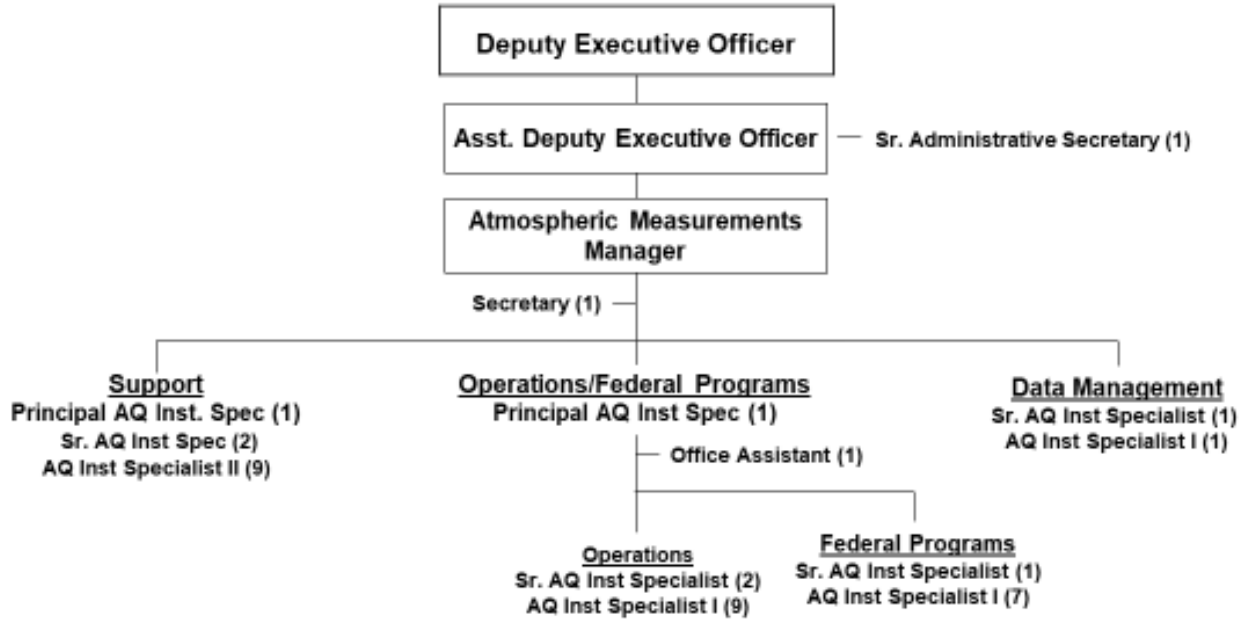 Deputy Executive Officer
Asst. Deputy Executive Officer
Sr. Administrative Secretary (1)
Atmospheric Measurements
Manager
Secretary (1)
Support
Principal AQ Inst. Spec (1)
Sr. AQ Inst Spec (2)
AQ Inst Specialist II (9)
Operations/Federal Programs
Principal AQ Inst Spec (1)
Office Assistant (1)
Data Management
Sr. AQ Inst Specialist (1)
AQ Inst Specialist I (1)
Operations
Sr. AQ Inst Specialist (2)
AQ Inst Specialist I (9)
Federal Programs
Sr. AQ Inst Specialist (1)
AQ Inst Specialist I (7)